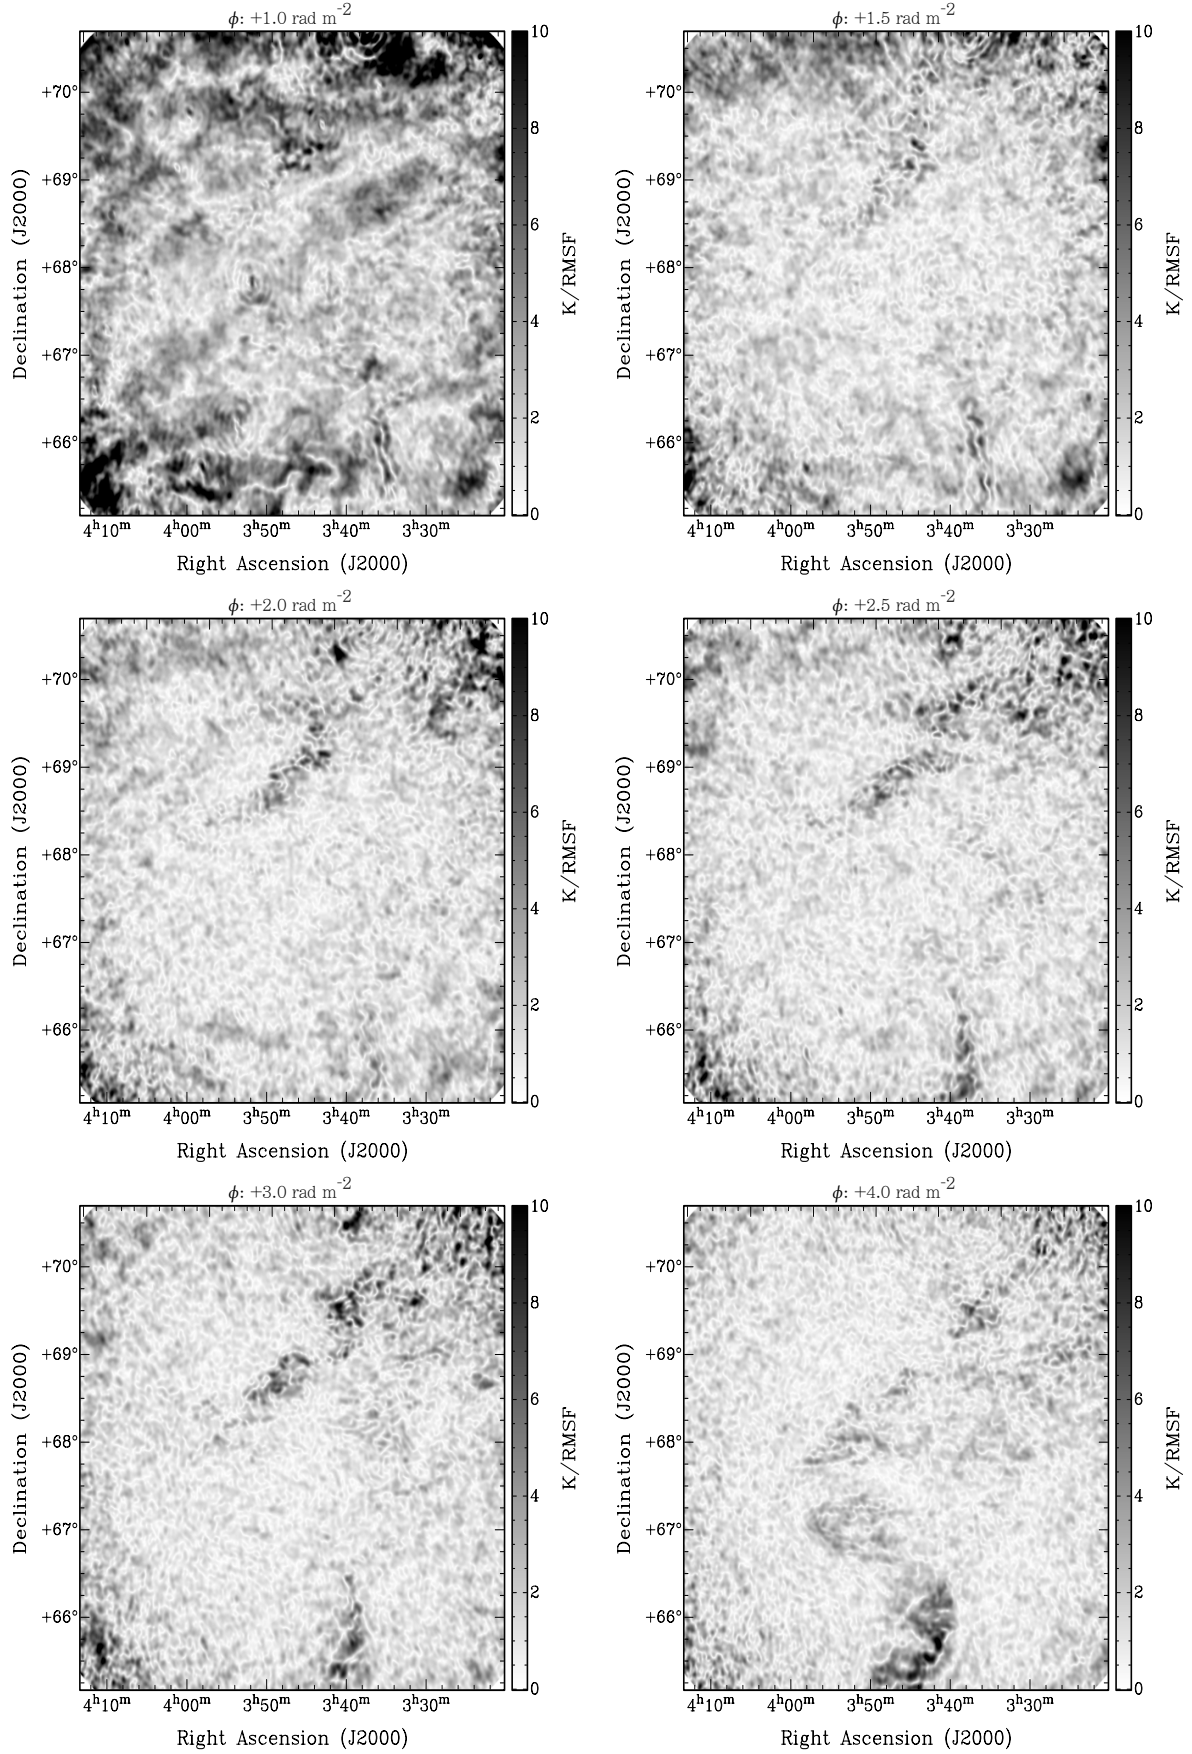 ϕ: +1.0 rad m-2
10
8
6
4
2
0
K/RMSF
+70°
+69°
+68°
+67°
+66°
Declination (J2000)
4h10m 4h00m 3h50m 3h40m 3h30m
Right Ascension (J2000)
ϕ: +1.5 rad m-2
10
8
6
4
2
0
K/RMSF
+70°
+69°
+68°
+67°
+66°
Declination (J2000)
4h10m 4h00m 3h50m 3h40m 3h30m
Right Ascension (J2000)
ϕ: +2.0 rad m-2
10
8
6
4
2
0
K/RMSF
+70°
+69°
+68°
+67°
+66°
Declination (J2000)
4h10m 4h00m 3h50m 3h40m 3h30m
Right Ascension (J2000)
ϕ: +2.5 rad m-2
10
8
6
4
2
0
K/RMSF
+70°
+69°
+68°
+67°
+66°
Declination (J2000)
4h10m 4h00m 3h50m 3h40m 3h30m
Right Ascension (J2000)
ϕ: +3.0 rad m-2
10
8
6
4
2
0
K/RMSF
+70°
+69°
+68°
+67°
+66°
Declination (J2000)
4h10m 4h00m 3h50m 3h40m 3h30m
Right Ascension (J2000)
ϕ: +4.0 rad m-2
10
8
6
4
2
0
K/RMSF
+70°
+69°
+68°
+67°
+66°
Declination (J2000)
4h10m 4h00m 3h50m 3h40m 3h30m
Right Ascension (J2000)